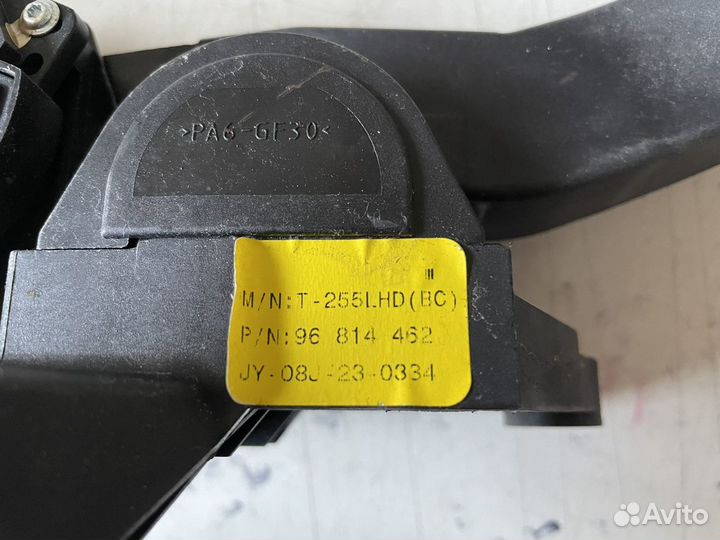 >PA6-GF30<
M/N:T-255LHD(BC)
P/N:96 814 462
JY-08J-23-0334
Avito